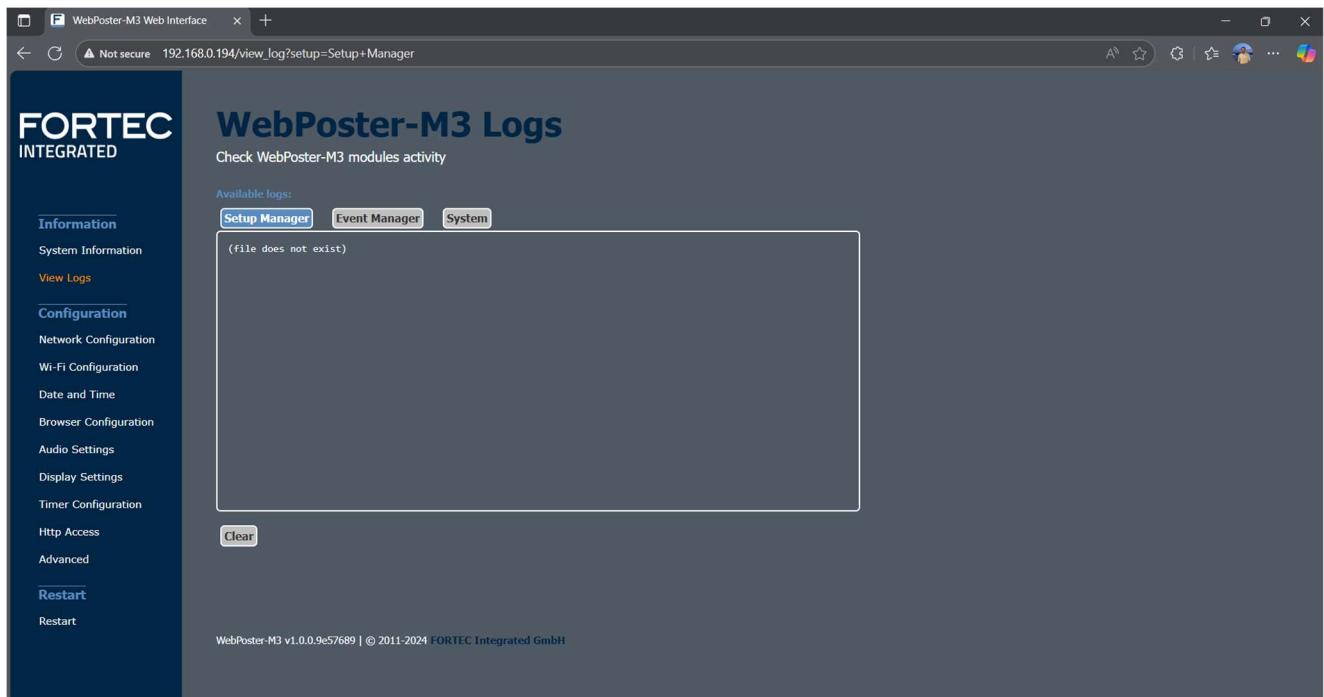 WebPoster-M3 Web Interface
Not secure 192.168.0.194/view_log?setup=Setup+Manager
FORTEC
INTEGRATED
Information
System Information
View Logs
Configuration
Network Configuration
Wi-Fi Configuration
Date and Time
Browser Configuration
Audio Settings
Display Settings
Timer Configuration
Http Access
Advanced
Restart
Restart
WebPoster-M3 Logs
Check WebPoster-M3 modules activity
Available logs:
Setup Manager Event Manager System
(file does not exist)
Clear
WebPoster-M3 v1.0.0.9e57689 | © 2011-2024 FORTEC Integrated GmbH